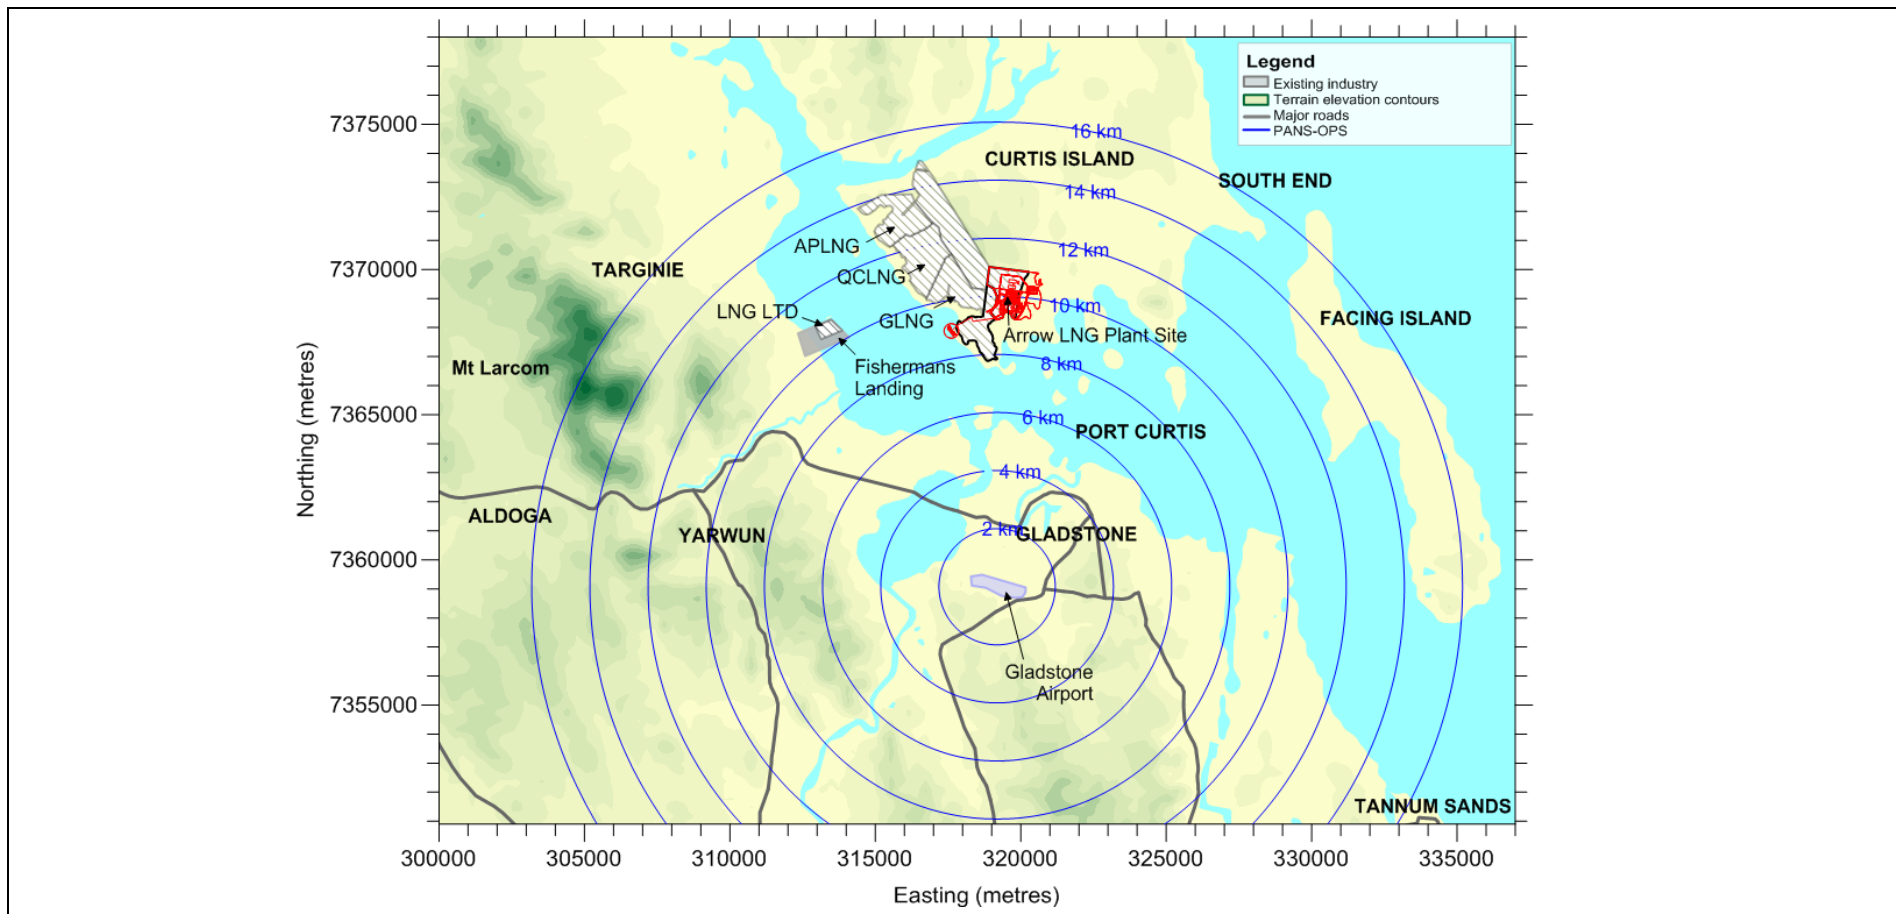 Legend
Existing industry
Terrain elevation contours
Major roads
PANS-OPS
7375000
7370000
7365000
7360000
7355000
Northing (metres)
16 km
CURTIS ISLAND
SOUTH END
14 km
APLNG
12 km
TARGINIE
QCLNG
LNG LTD
10 km
GLNG
FACING ISLAND
Arrow LNG Plant Site
Mt Larcom
Fishermans
Landing
8 km
6 km
PORT CURTIS
4 km
ALDOGA
YARWUN
2 km
GLADSTONE
Gladstone
Airport
TANNUM SANDS
300000
305000
310000
315000
320000
325000
330000
335000
Easting (metres)